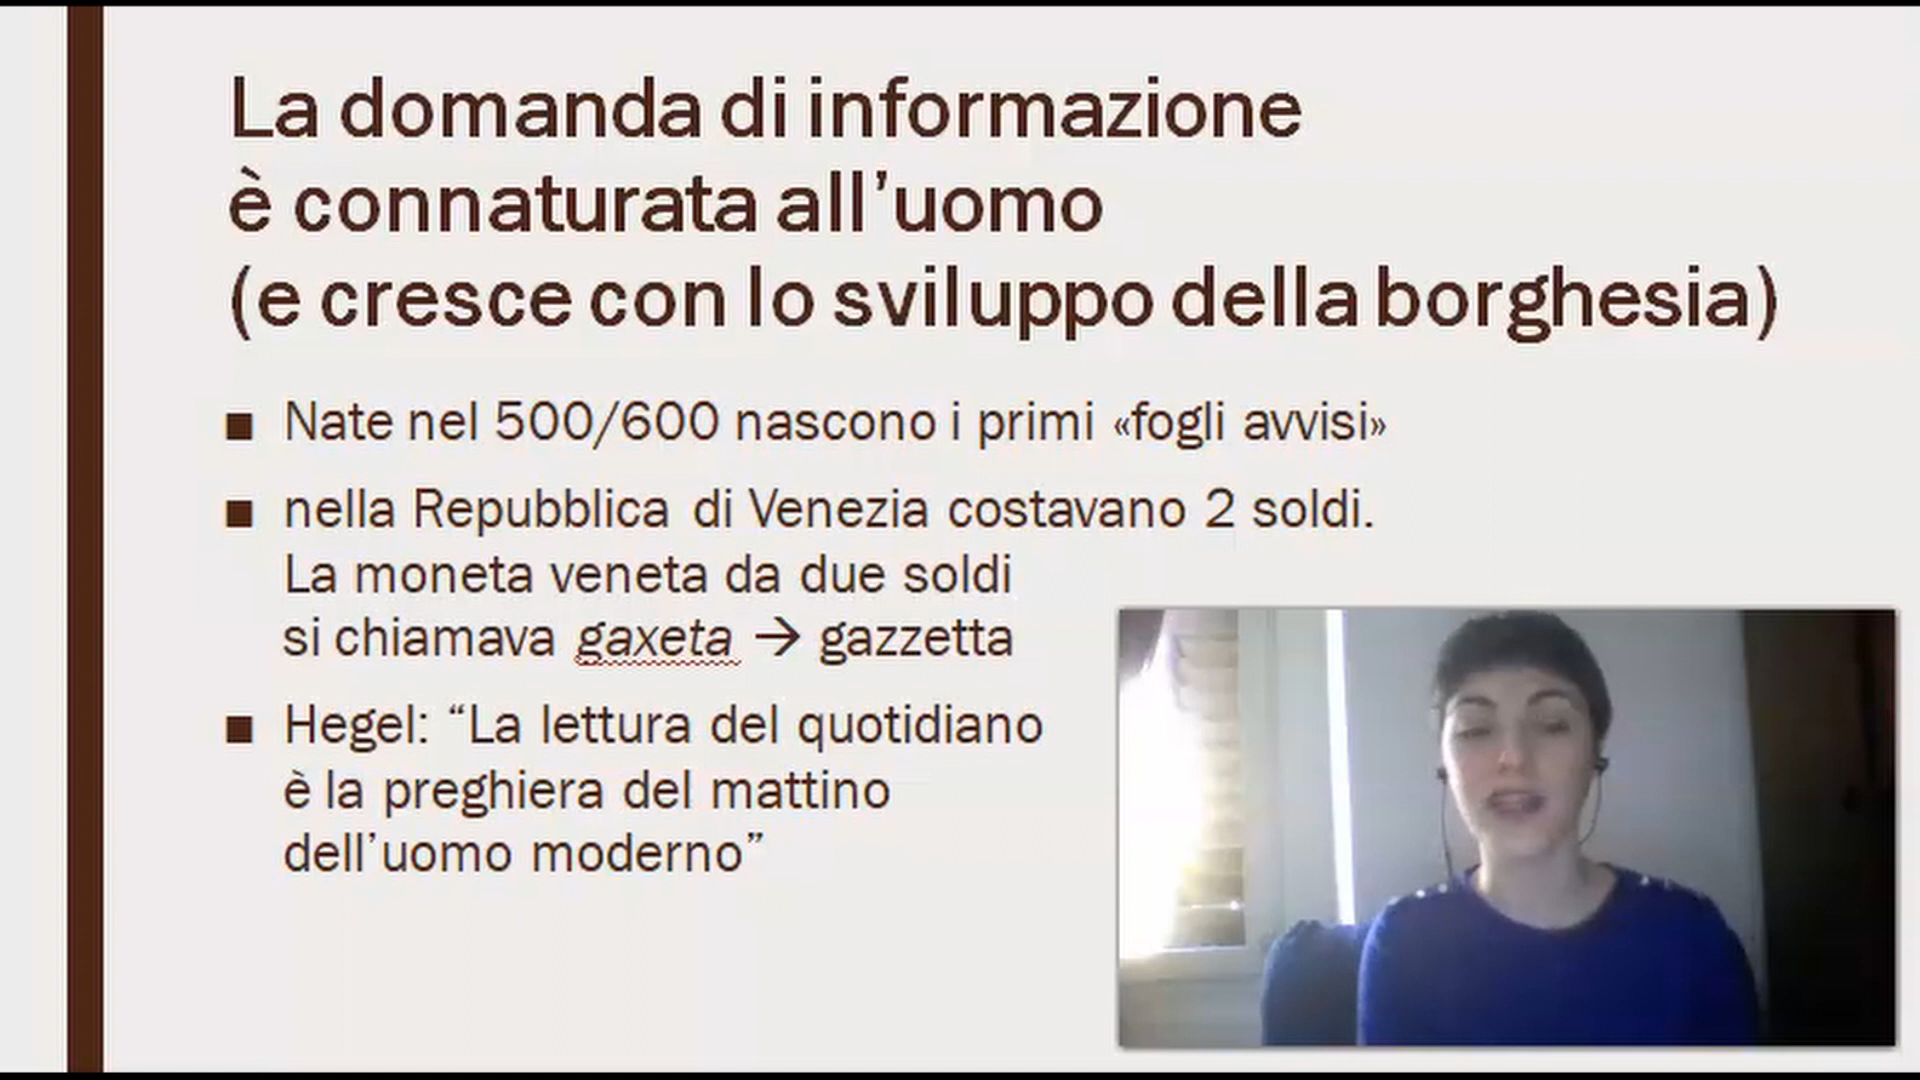 La domanda di informazione
è connaturata all’uomo
(e cresce con lo sviluppo della borghesia)
■ Nate nel 500/600 nascono i primi «fogli avvisi»
■ nella Repubblica di Venezia costavano 2 soldi.
La moneta veneta da due soldi
si chiamava gaxeta → gazzetta
■ Hegel: “La lettura del quotidiano
è la preghiera del mattino
dell’uomo moderno”